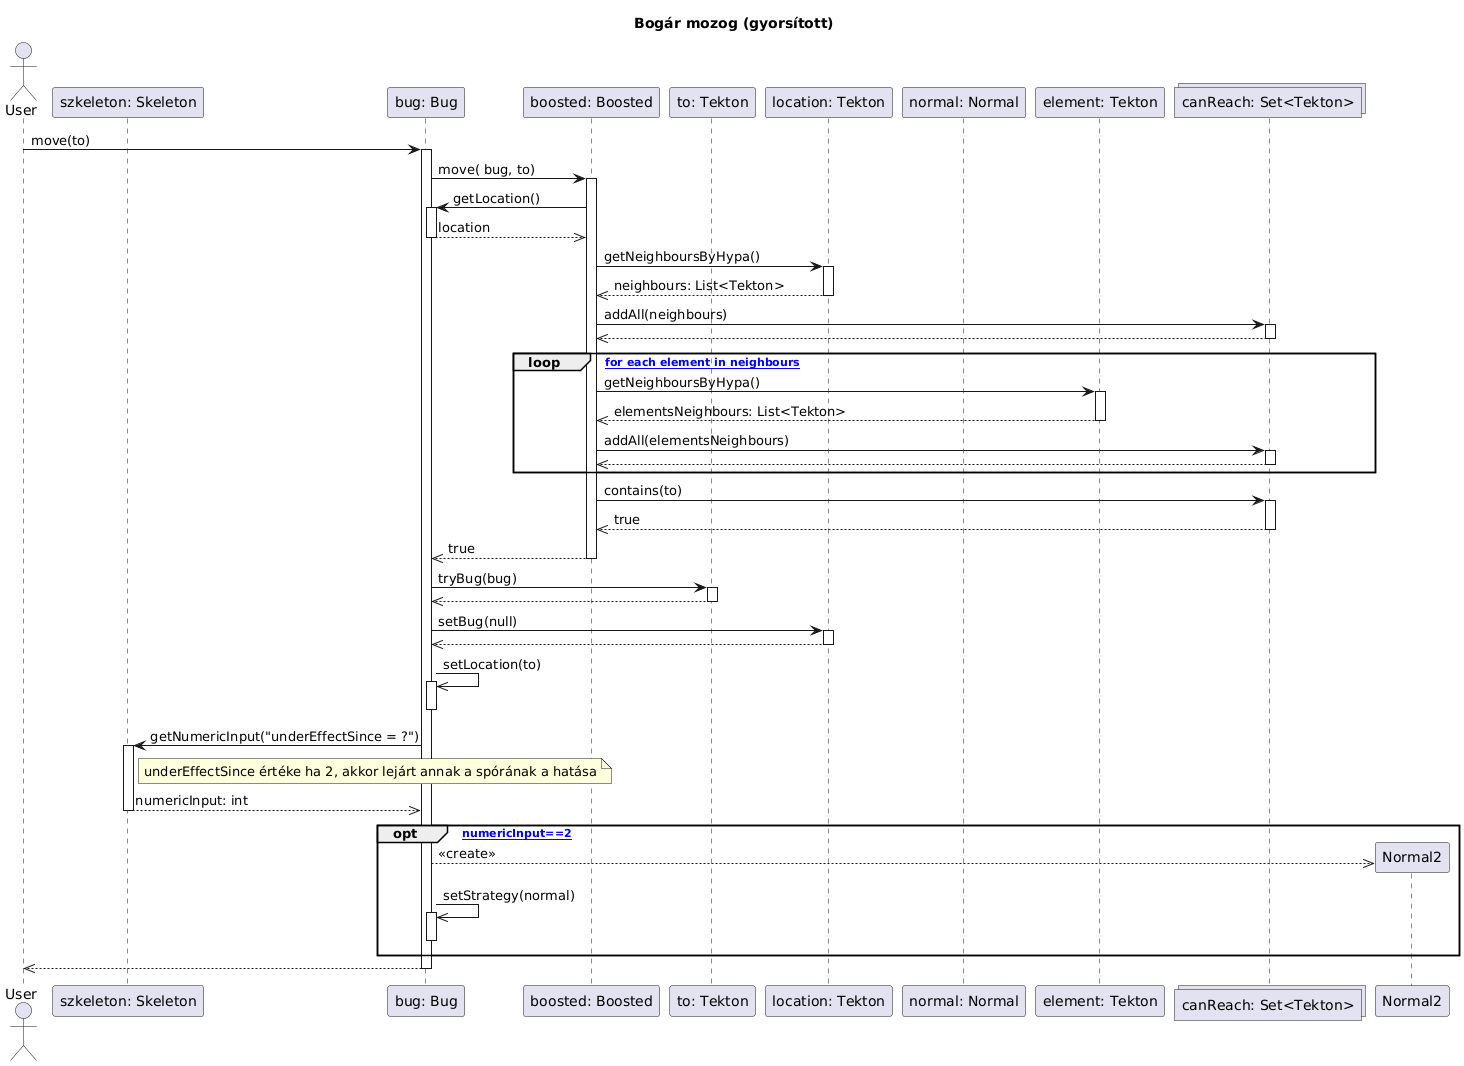 Bogár mozog (gyorsított)
User
szkeleton: Skeleton
bug: Bug
boosted: Boosted
to: Tekton
location: Tekton
normal: Normal
element: Tekton
canReach: Set<Tekton>
move(to)
move( bug, to)
getLocation()
location
getNeighboursByHypa()
neighbours: List<Tekton>
addAll(neighbours)
loop
for each element in neighbours
getNeighboursByHypa()
elementsNeighbours: List<Tekton>
addAll(elementsNeighbours)
contains(to)
true
true
tryBug(bug)
setBug(null)
setLocation(to)
getNumericInput("underEffectSince = ?")
underEffectSince értéke ha 2, akkor lejárt annak a spórának a hatása
numericInput: int
opt
numericInput==2
«create»
Normal2
setStrategy(normal)
User
szkeleton: Skeleton
bug: Bug
boosted: Boosted
to: Tekton
location: Tekton
normal: Normal
element: Tekton
canReach: Set<Tekton>
Normal2